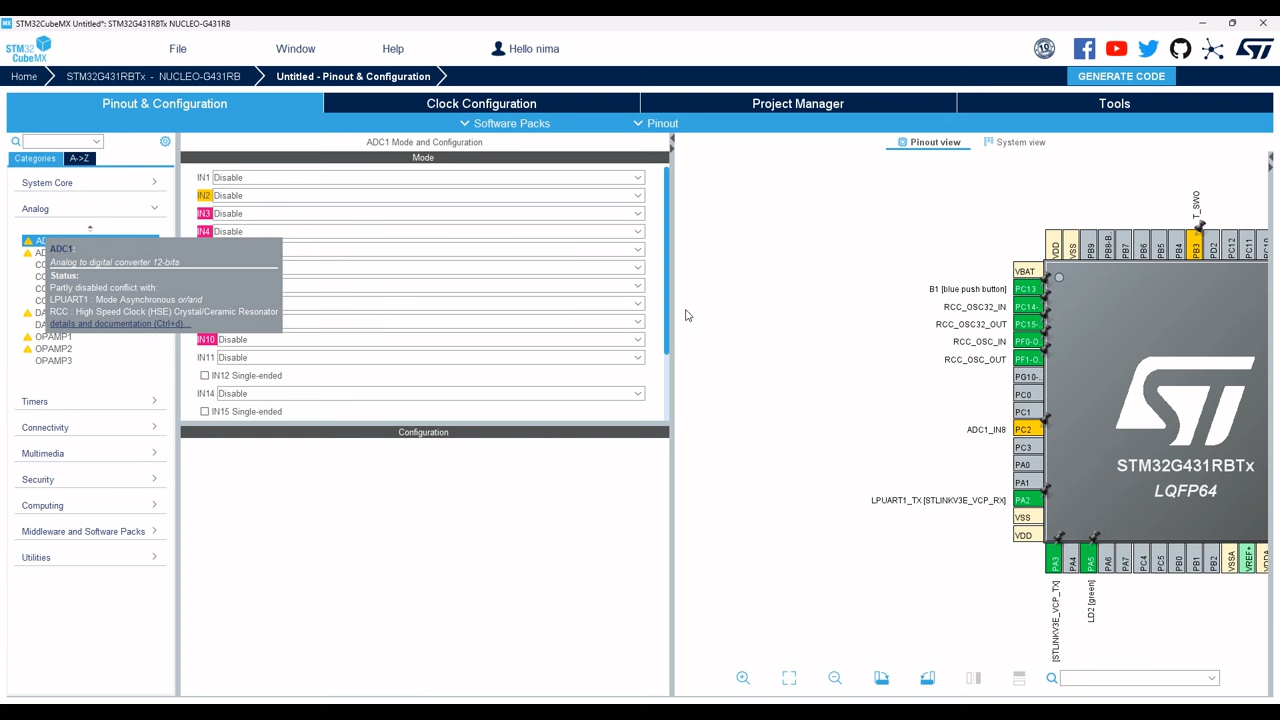 STM32CubeMX Untitled*: STM32G431RBTx NUCLEO-G431RB
STM32
CubeMX
File
Window
Help
Hello nima
10
Home
STM32G431RBTx - NUCLEO-G431RB
Untitled - Pinout & Configuration
GENERATE CODE
Pinout & Configuration
Clock Configuration
Project Manager
Tools
Software Packs
Pinout
Categories
A->Z
System Core
Analog
OPAMP1
OPAMP2
OPAMP3
Timers
Connectivity
Multimedia
Security
Computing
Middleware and Software Packs
Utilities
ADC1:
Analog to digital converter 12-bits
Status:
Partly disabled conflict with:
LPUART1 : Mode Asynchronous or/and
RCC : High Speed Clock (HSE) Crystal/Ceramic Resonator
details and documentation (Ctrl+d)...
ADC1 Mode and Configuration
Mode
IN1 Disable
IN2 Disable
IN3 Disable
IN4 Disable
IN10 Disable
IN11 Disable
IN12 Single-ended
IN14 Disable
IN15 Single-ended
Configuration
Pinout view
System view
T_SWO
VDD
VSS
PB9
PB8-B..
PB7
PB6
PB5
PB4
PB3
PD2
PC12
PC11
PC10
VBAT
B1 [blue push button] PC13
RCC_OSC32_IN PC14-
RCC_OSC32_OUT PC15-
RCC_OSC_IN PF0-O
RCC_OSC_OUT PF1-O
PG10-
PC0
PC1
ADC1_IN8 PC2
PC3
PA0
PA1
LPUART1_TX [STLINKV3E_VCP_RX] PA2
VSS
VDD
STM32G431RBTx
LQFP64
PA3
PA4
PA5
PA6
PA7
PC4
PC5
PB0
PB1
PB2
VSSA
VREF+
VDDA
[STLINKV3E_VCP_TX]
LD2 [green]